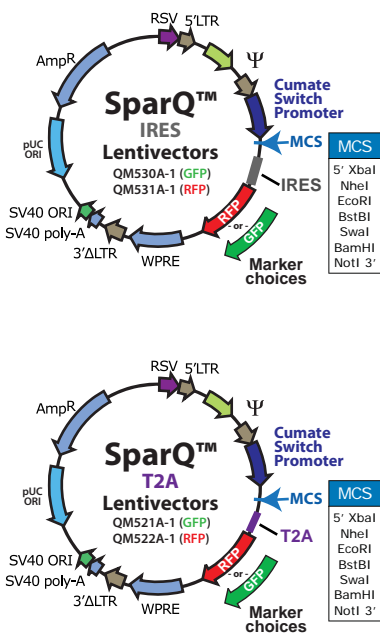 RSV 5'LTR
AmpR
Ψ
Cumate
Switch
Promoter
SparQ™
IRES
Lentivectors
QM530A-1 (GFP)
QM531A-1 (RFP)
pUC
ORI
MCS
IRES
MCS
5' XbaI
NheI
EcoRI
BstBI
SwaI
BamHI
NotI 3'
SV40 ORI
SV40 poly-A
3'ΔLTR
WPRE
RFP
- or -
GFP
Marker
choices
RSV 5'LTR
AmpR
Ψ
Cumate
Switch
Promoter
SparQ™
T2A
Lentivectors
QM521A-1 (GFP)
QM522A-1 (RFP)
pUC
ORI
MCS
T2A
MCS
5' XbaI
NheI
EcoRI
BstBI
SwaI
BamHI
NotI 3'
SV40 ORI
SV40 poly-A
3'ΔLTR
WPRE
RFP
- or -
GFP
Marker
choices